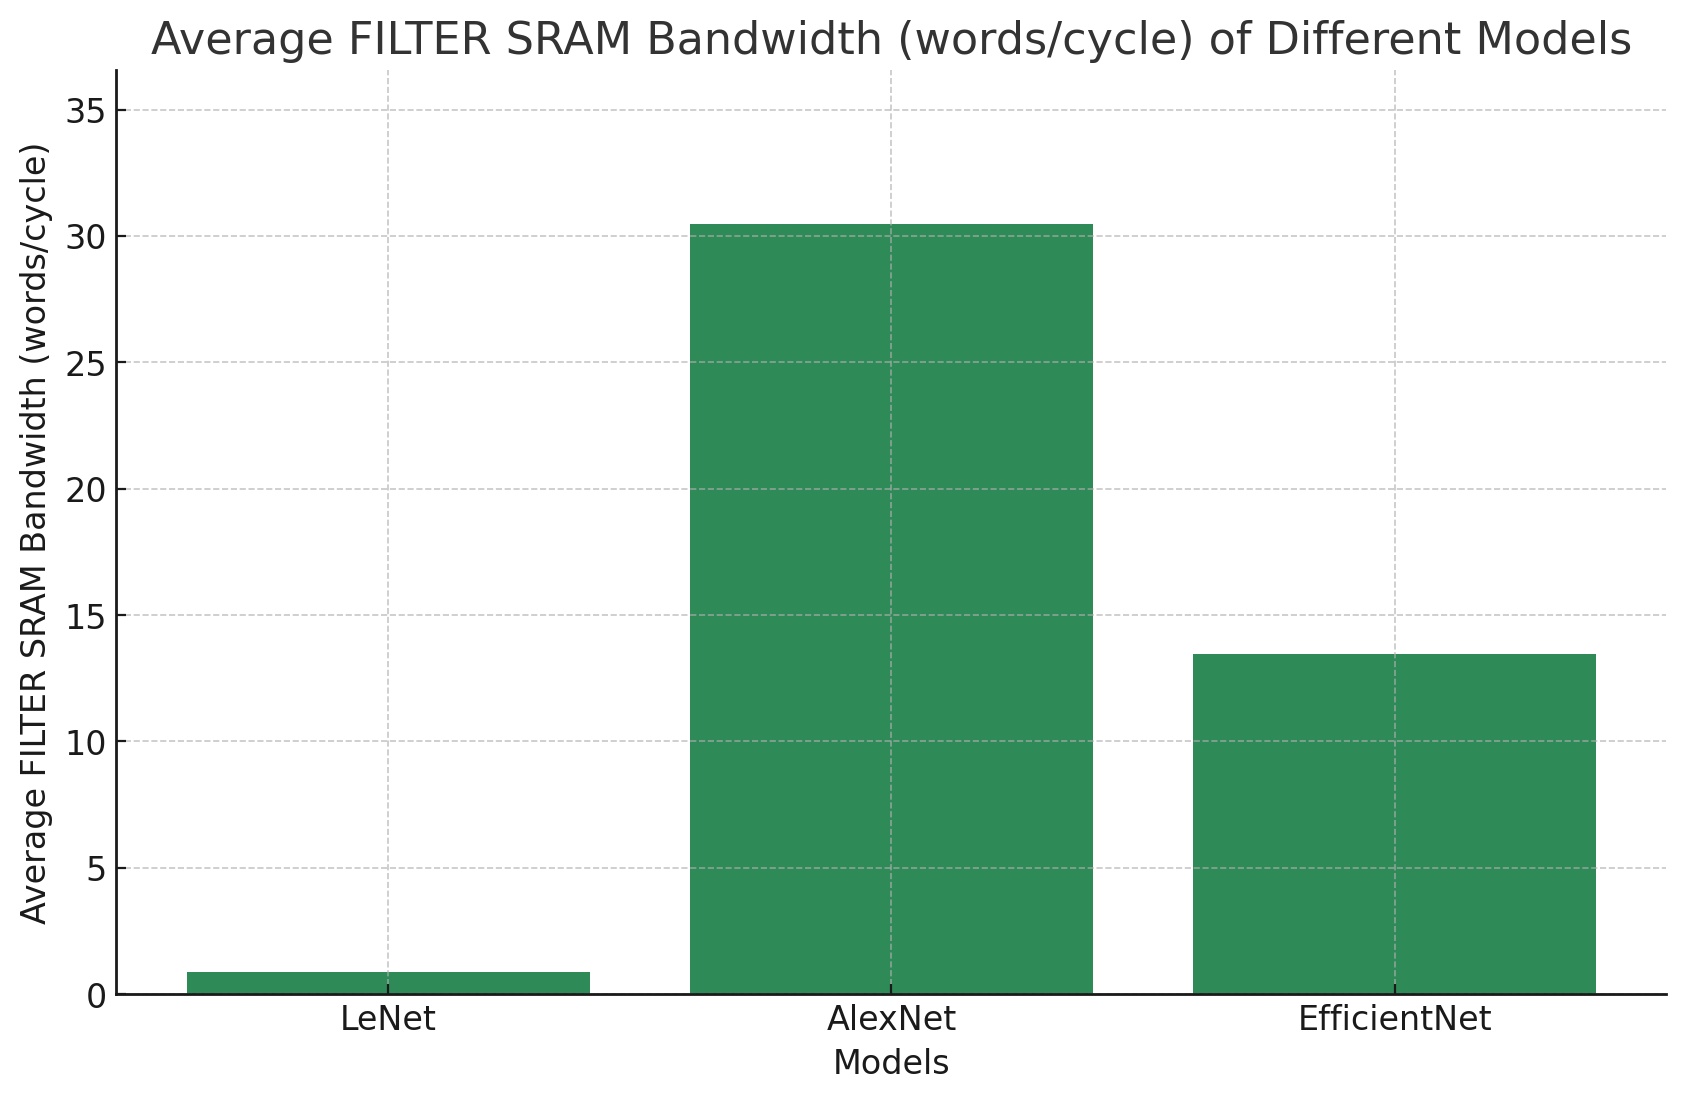 Average FILTER SRAM Bandwidth (words/cycle) of Different Models
Average FILTER SRAM Bandwidth (words/cycle)
35
30
25
20
15
10
5
0
LeNet
AlexNet
EfficientNet
Models